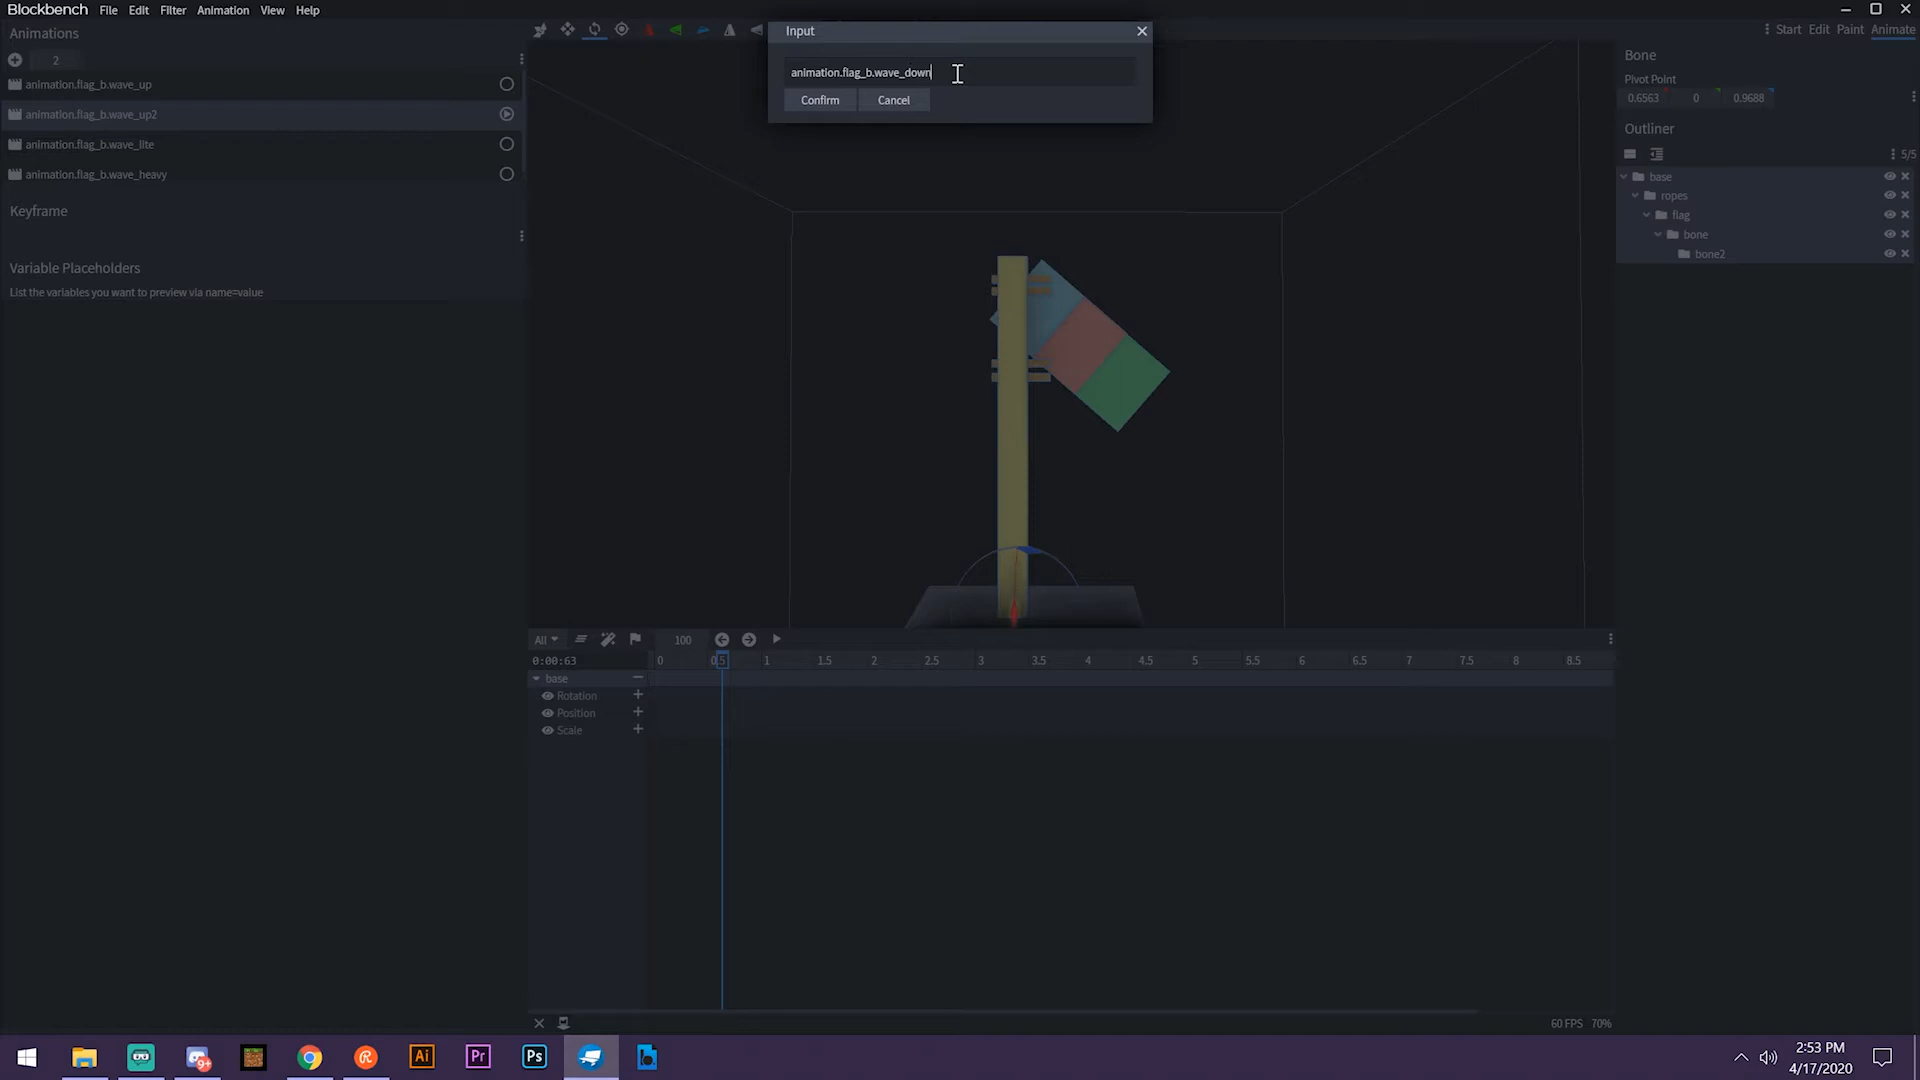 Blockbench File Edit Filter Animation View Help
Animations
2
animation.flag_b.wave_up
animation.flag_b.wave_up2
animation.flag_b.wave_lite
animation.flag_b.wave_heavy
Keyframe
Variable Placeholders
List the variables you want to preview via name=value
Input
animation.flag_b.wave_down
Confirm Cancel
Start Edit Paint Animate
Bone
Pivot Point
0.6563 0 0.9688
Outliner
5/5
base
ropes
flag
bone
bone2
All 100
0:00:63 0 0.5 1 1.5 2 2.5 3 3.5 4 4.5 5 5.5 6 6.5 7 7.5 8 8.5
base
Rotation
Position
Scale
60 FPS 70%
9+ Ai Pr Ps
2:53 PM
4/17/2020